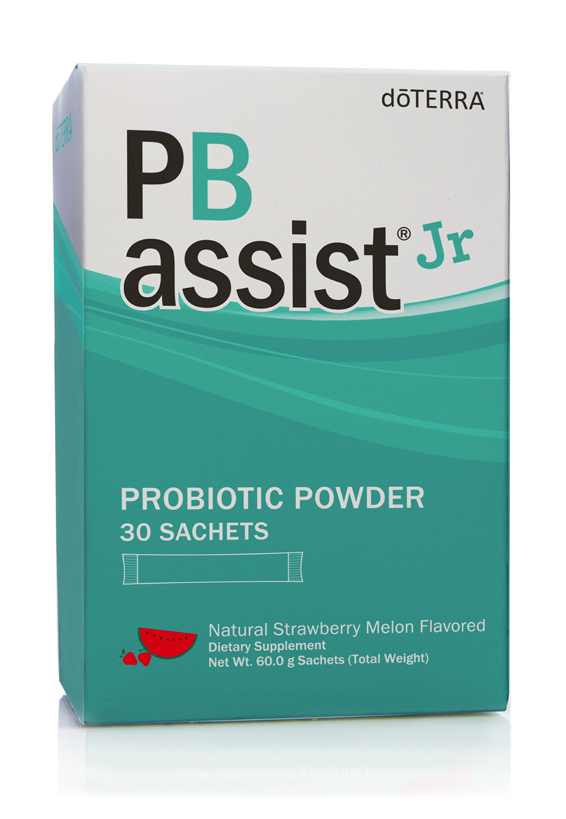 dōTERRA®
PB
assist® Jr
PROBIOTIC POWDER
30 SACHETS
Natural Strawberry Melon Flavored
Dietary Supplement
Net Wt. 60.0 g Sachets (Total Weight)
dōTERRA